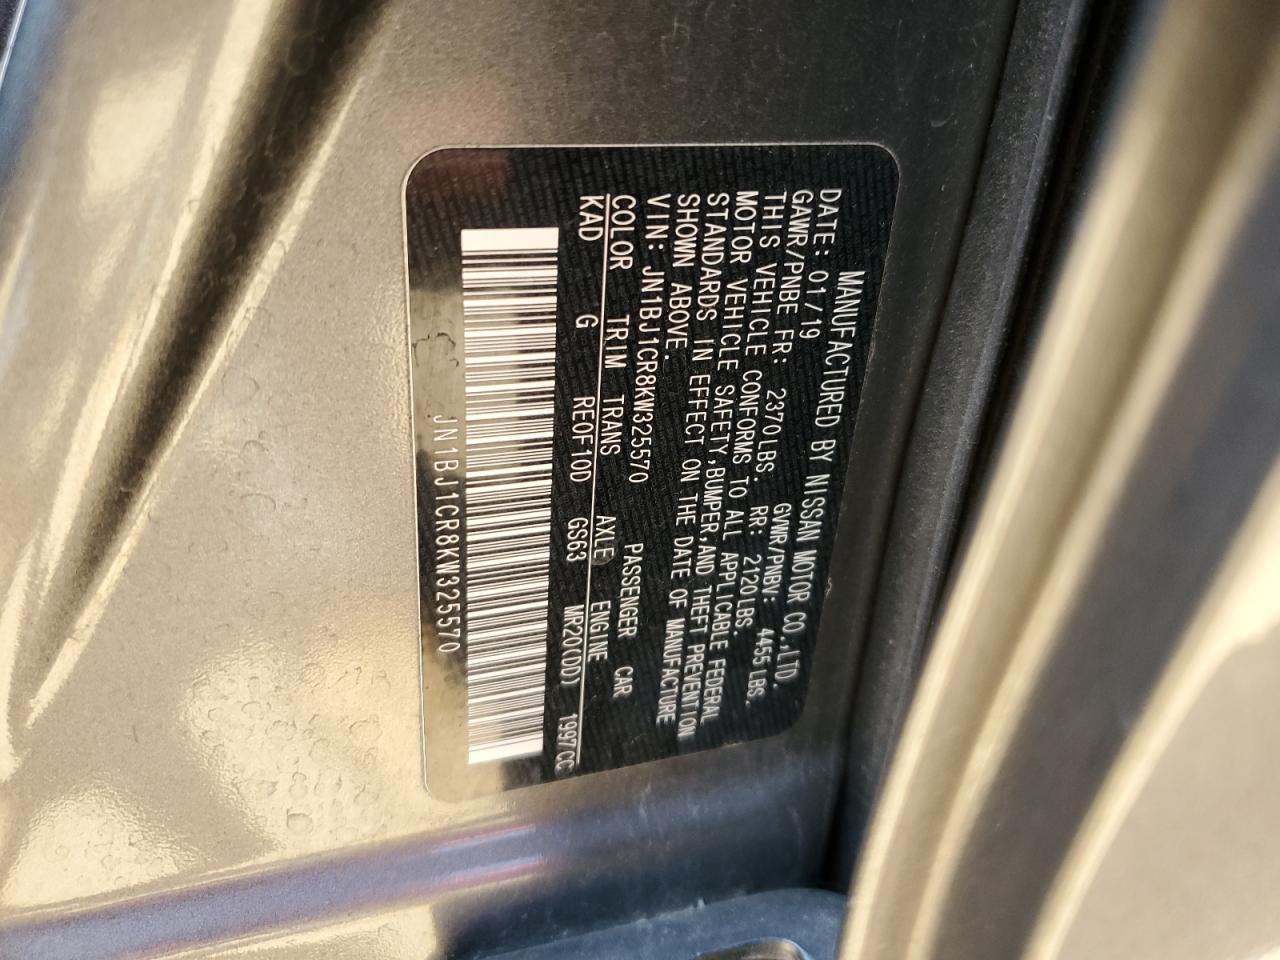 MANUFACTURED BY NISSAN MOTOR CO.,LTD.
DATE: 01/19 GVWR/PNBV: 4455LBS.
GAWR/PNBE FR: 2370LBS. RR: 2120LBS.
THIS VEHICLE CONFORMS TO ALL APPLICABLE FEDERAL
MOTOR VEHICLE SAFETY,BUMPER,AND THEFT PREVENTION
STANDARDS IN EFFECT ON THE DATE OF MANUFACTURE
SHOWN ABOVE.
VIN: JN1BJ1CR8KW325570 PASSENGER CAR
COLOR TRIM TRANS AXLE ENGINE
KAD G RE0F10D GS63 MR20(DD) 1997CC
JN1BJ1CR8KW325570